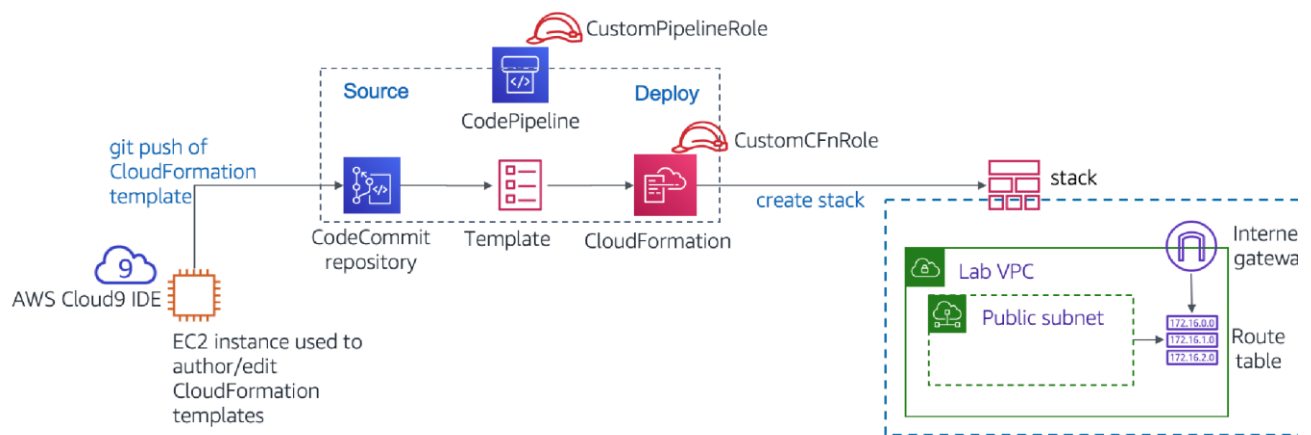 CustomPipelineRole
Source
Deploy
CodePipeline
CustomCFnRole
git push of
CloudFormation
template
create stack
stack
CodeCommit
repository
Template
CloudFormation
9
AWS Cloud9 IDE
EC2 instance used to
author/edit
CloudFormation
templates
Interne
gatewa
Lab VPC
Public subnet
172.16.0.0
172.16.1.0
172.16.2.0
Route
table